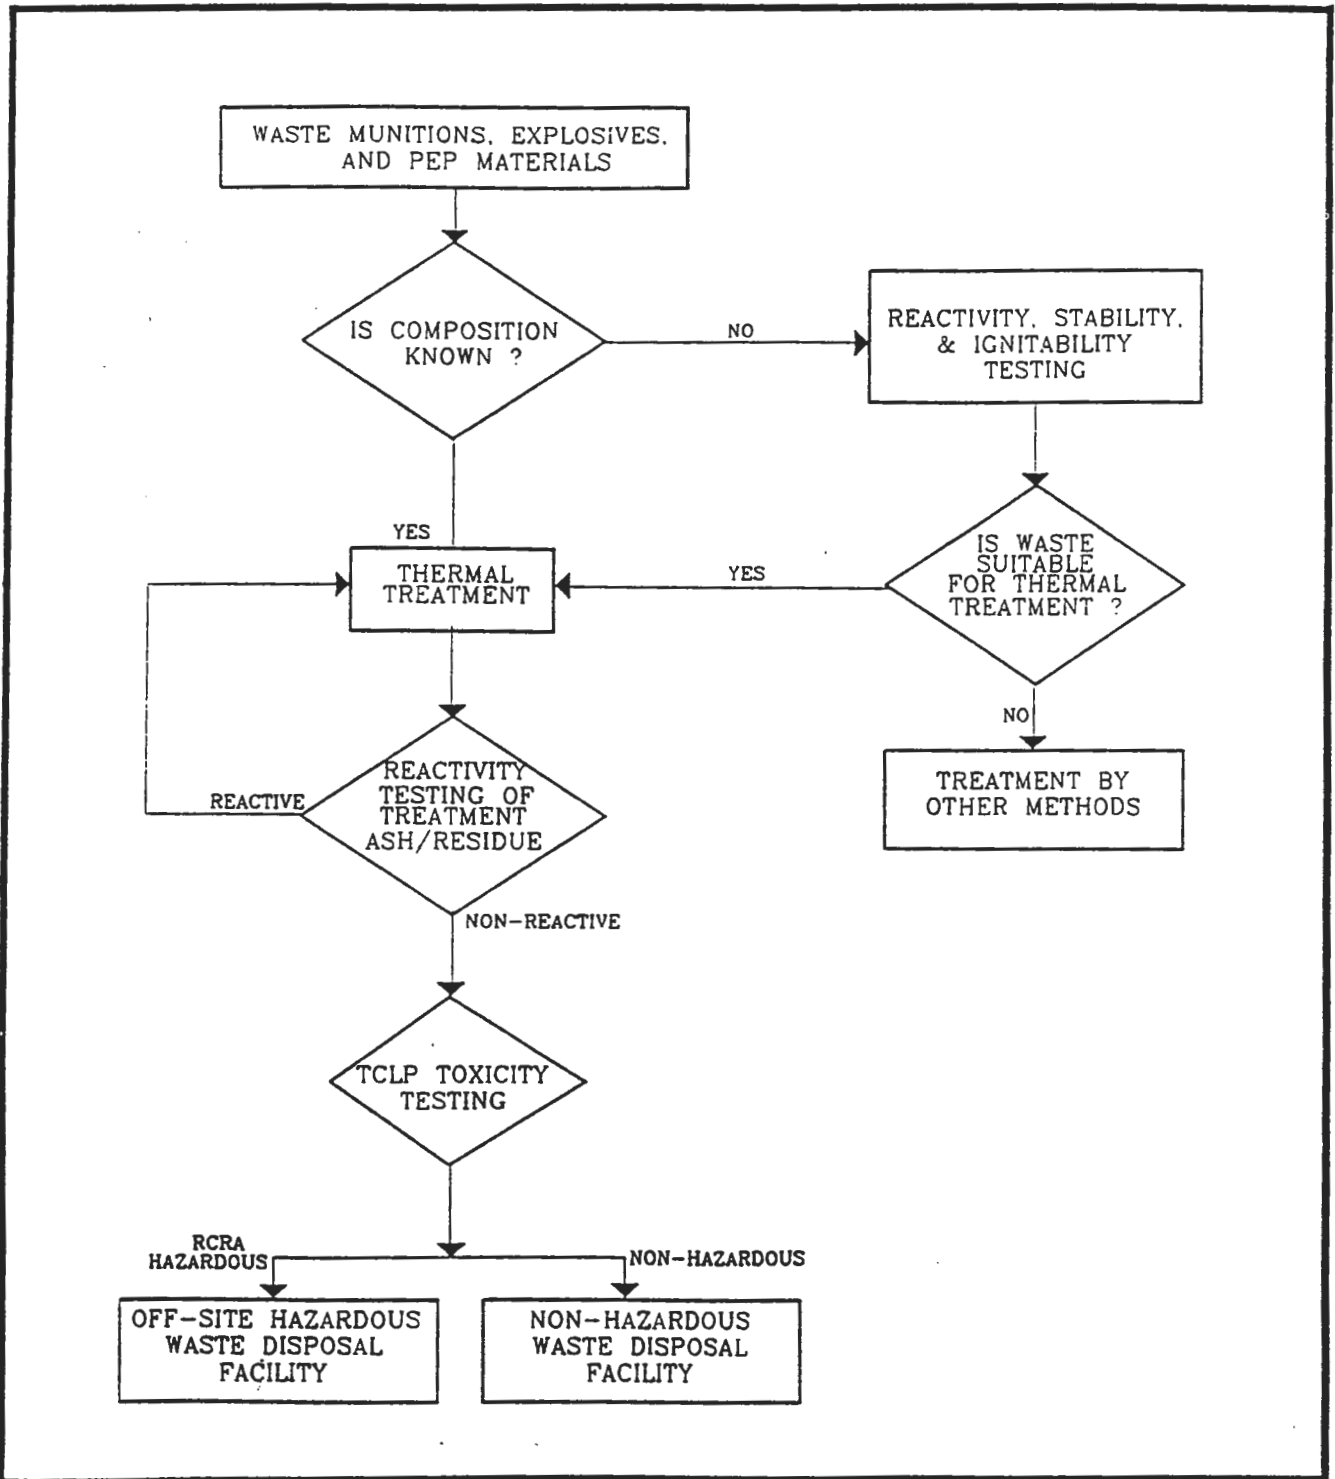 WASTE MUNITIONS, EXPLOSIVES,
AND PEP MATERIALS
IS COMPOSITION
KNOWN ?
NO
REACTIVITY, STABILITY,
& IGNITABILITY
TESTING
YES
THERMAL
TREATMENT
YES
IS WASTE
SUITABLE
FOR THERMAL
TREATMENT ?
NO
TREATMENT BY
OTHER METHODS
REACTIVE
REACTIVITY
TESTING OF
TREATMENT
ASH/RESIDUE
NON-REACTIVE
TCLP TOXICITY
TESTING
RCRA
HAZARDOUS
NON-HAZARDOUS
OFF-SITE HAZARDOUS
WASTE DISPOSAL
FACILITY
NON-HAZARDOUS
WASTE DISPOSAL
FACILITY